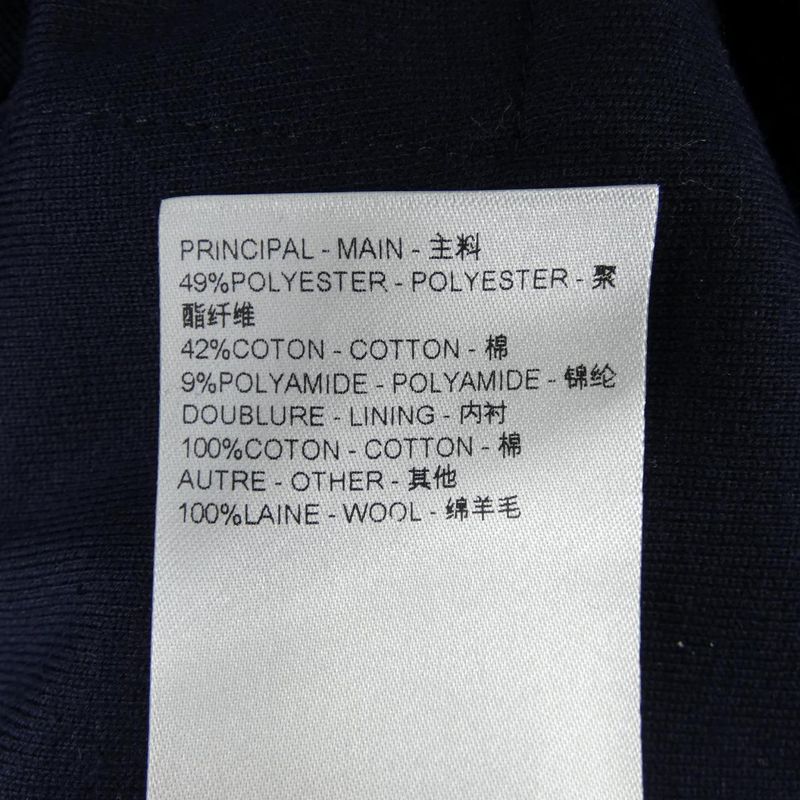 PRINCIPAL - MAIN - 主料
49%POLYESTER - POLYESTER - 聚
酯纤维
42%COTON - COTTON - 棉
9%POLYAMIDE - POLYAMIDE - 锦纶
DOUBLURE - LINING - 内衬
100%COTON - COTTON - 棉
AUTRE - OTHER - 其他
100%LAINE - WOOL - 绵羊毛